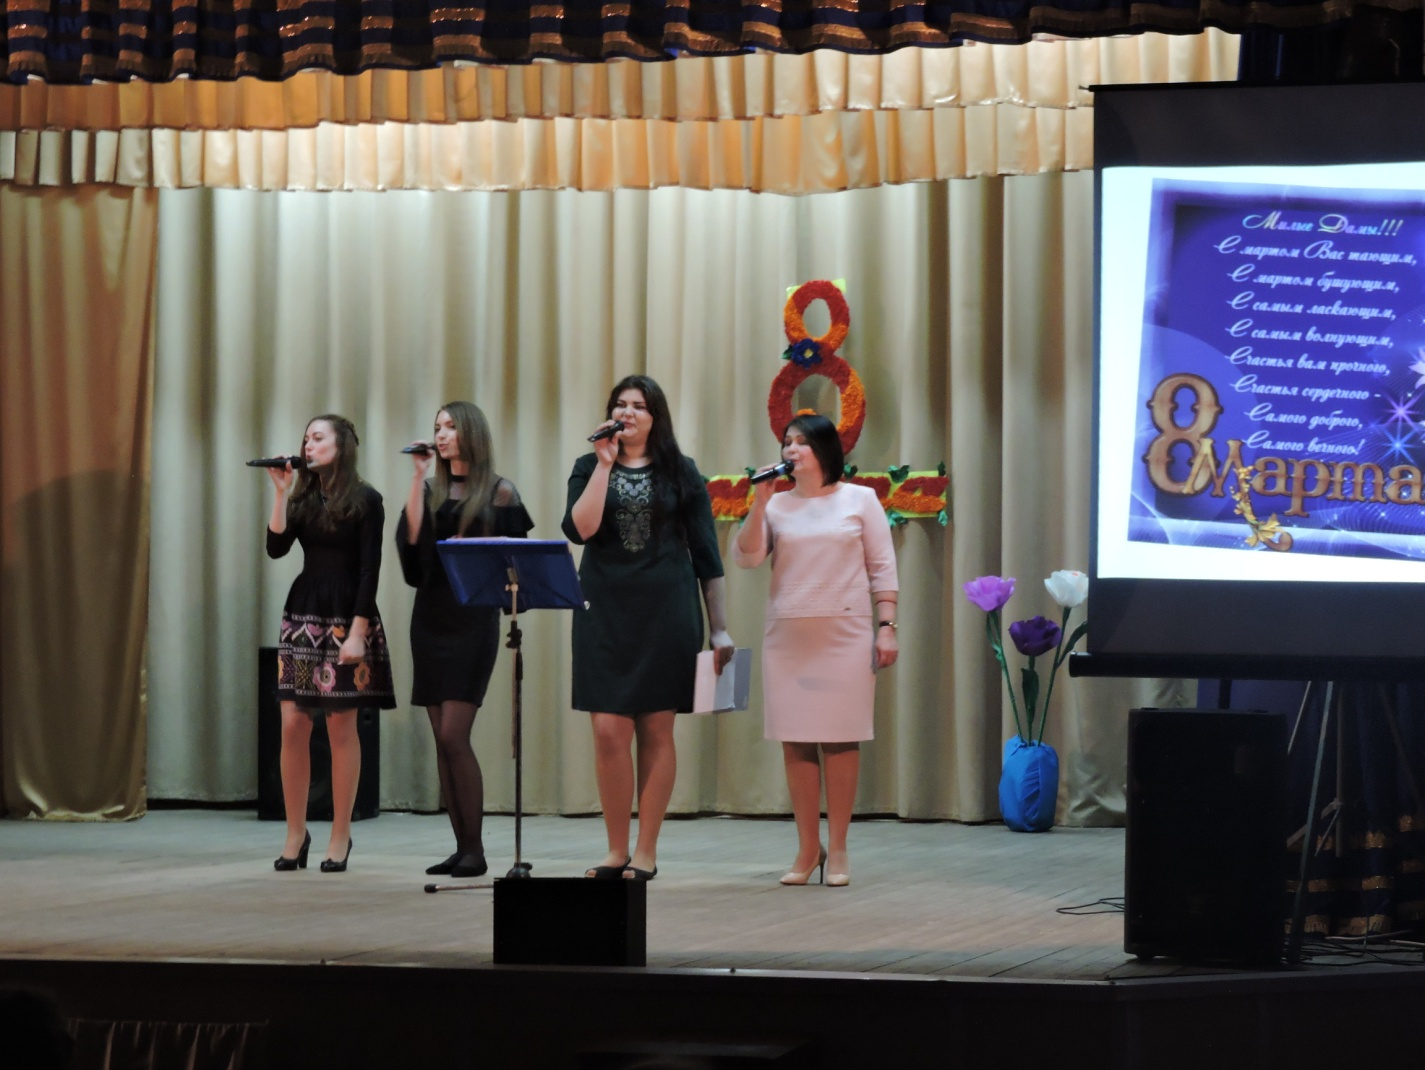 8
Милые Дамы!!!
С мартом Вас тающим,
С мартом бушующим,
С самым ласкающим,
С самым волнующим,
Счастья вам прочного,
Счастья сердечного -
Самого доброго,
Самого вечного!
8 Марта